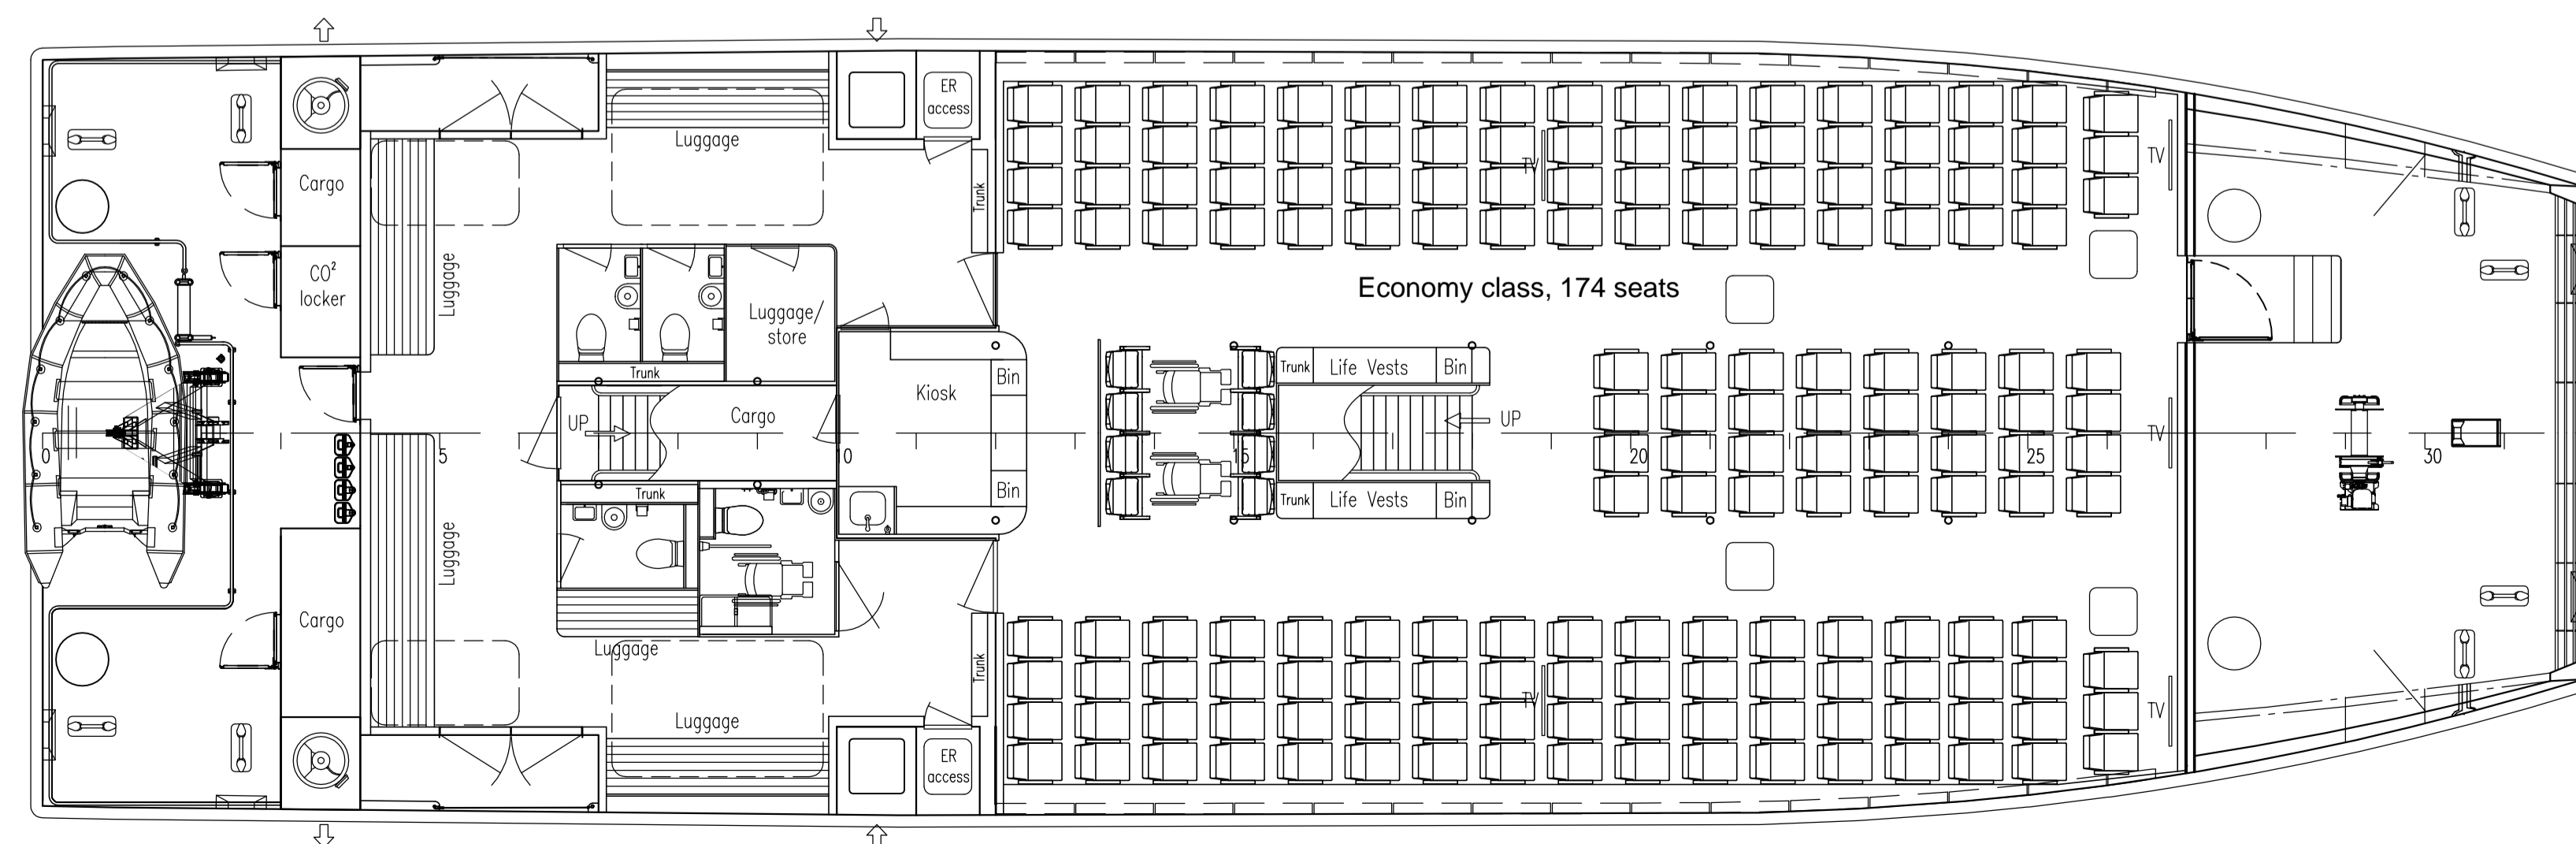 ER
access
Luggage
TV
TV
Cargo
Trunk
CO²
locker
Luggage
Economy class, 174 seats
Luggage/
store
Trunk
Kiosk
Bin
Trunk
Life Vests
Bin
UP
Cargo
UP
TV
0
5
10
15
20
25
30
Trunk
Bin
Trunk
Life Vests
Bin
Luggage
Cargo
Luggage
Trunk
TV
Luggage
TV
ER
access